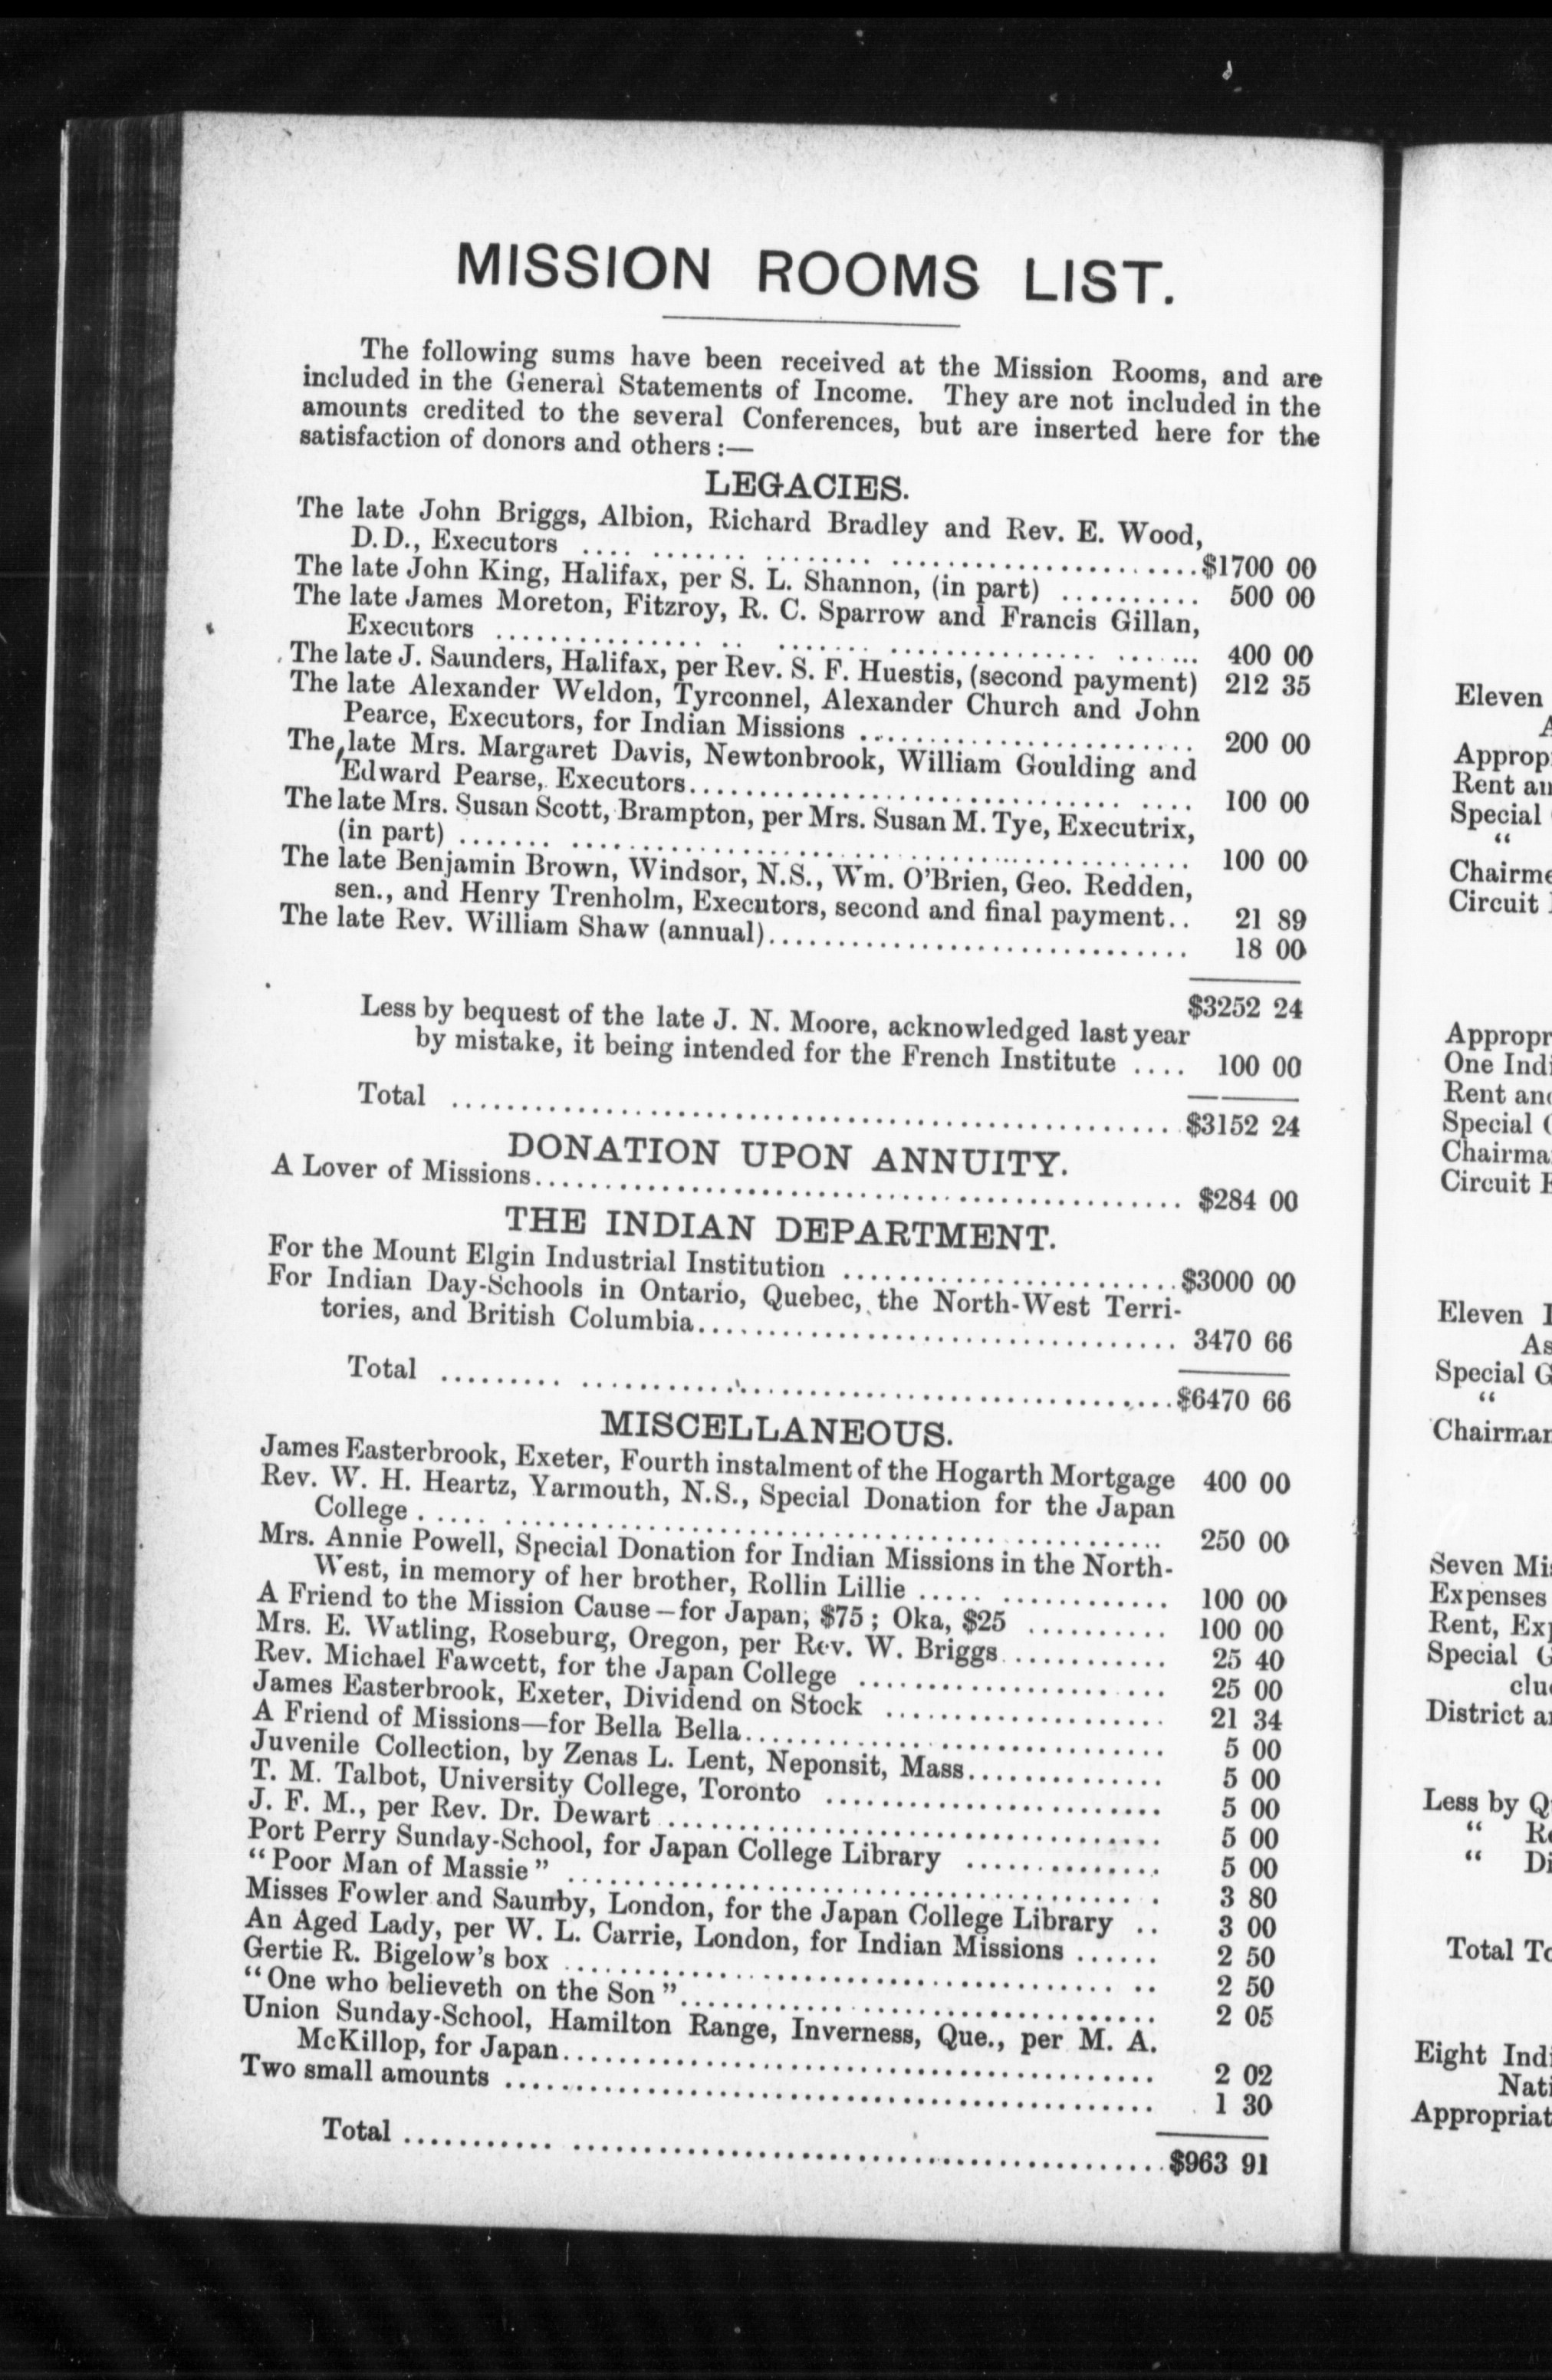 MISSION ROOMS LIST.
The following sums have been received at the Mission Rooms, and are
included in the General Statements of Income. They are not included in the
amounts credited to the several Conferences, but are inserted here for the
satisfaction of donors and others :—
LEGACIES.
The late John Briggs, Albion, Richard Bradley and Rev. E. Wood,
D.D., Executors .... ....... ........ ....................... $1700 00
The late John King, Halifax, per S. L. Shannon, (in part) .......... 500 00
The late James Moreton, Fitzroy, R. C. Sparrow and Francis Gillan,
Executors ............... .. ....... ............... ...... 400 00
The late J. Saunders, Halifax, per Rev. S. F. Huestis, (second payment) 212 35
The late Alexander Weldon, Tyrconnel, Alexander Church and John
Pearce, Executors, for Indian Missions ......................... 200 00
The late Mrs. Margaret Davis, Newtonbrook, William Goulding and
Edward Pearse, Executors................................ .... 100 00
The late Mrs. Susan Scott, Brampton, per Mrs. Susan M. Tye, Executrix,
(in part) ....... .............................................. 100 00
The late Benjamin Brown, Windsor, N.S., Wm. O'Brien, Geo. Redden,
sen., and Henry Trenholm, Executors, second and final payment.. 21 89
The late Rev. William Shaw (annual)............................... 18 00
$3252 24
Less by bequest of the late J. N. Moore, acknowledged last year
by mistake, it being intended for the French Institute .... 100 00
Total ...................................................... $3152 24
DONATION UPON ANNUITY.
A Lover of Missions................................................ $284 00
THE INDIAN DEPARTMENT.
For the Mount Elgin Industrial Institution ......................... $3000 00
For Indian Day-Schools in Ontario, Quebec, the North-West Terri-
tories, and British Columbia................................... 3470 66
Total ......... ............................................ $6470 66
MISCELLANEOUS.
James Easterbrook, Exeter, Fourth instalment of the Hogarth Mortgage 400 00
Rev. W. H. Heartz, Yarmouth, N.S., Special Donation for the Japan
College ..... ................................................ 250 00
Mrs. Annie Powell, Special Donation for Indian Missions in the North-
West, in memory of her brother, Rollin Lillie ..... ............ 100 00
A Friend to the Mission Cause—for Japan, $75; Oka, $25 .......... 100 00
Mrs. E. Watling, Roseburg, Oregon, per Rev. W. Briggs............ 25 40
Rev. Michael Fawcett, for the Japan College ....................... 25 00
James Easterbrook, Exeter, Dividend on Stock .................... 21 34
A Friend of Missions—for Bella Bella............................... 5 00
Juvenile Collection, by Zenas L. Lent, Neponsit, Mass............... 5 00
T. M. Talbot, University College, Toronto ......................... 5 00
J. F. M., per Rev. Dr. Dewart ..................................... 5 00
Port Perry Sunday-School, for Japan College Library .............. 5 00
"Poor Man of Massie" ............................................ 3 80
Misses Fowler and Saunby, London, for the Japan College Library .. 3 00
An Aged Lady, per W. L. Carrie, London, for Indian Missions ...... 2 50
Gertie R. Bigelow's box ........................................... 2 50
"One who believeth on the Son".................................... 2 05
Union Sunday-School, Hamilton Range, Inverness, Que., per M. A.
McKillop, for Japan............................................ 2 02
Two small amounts ................................................ 1 30
Total ........... ............................................ $963 91
Eleven
A
Approp
Rent an
Special
"
Chairme
Circuit
Appropr
One Indi
Rent and
Special
Chairma
Circuit
Eleven
As
Special G
"
Chairman
Seven Mis
Expenses
Rent, Exp
Special G
clu
District a
Less by Q
" Re
" Di
Total To
Eight Indi
Nati
Appropriat